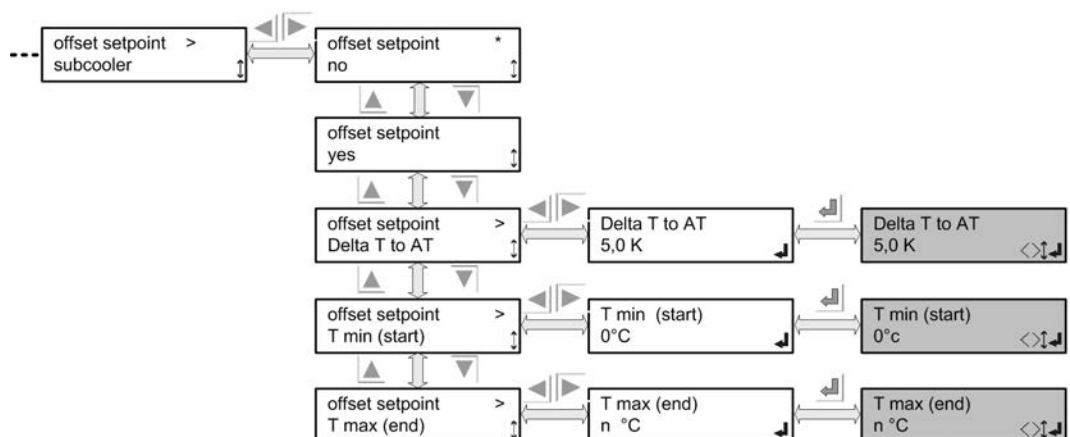 offset setpoint >
subcooler
offset setpoint *
no
offset setpoint
yes
offset setpoint >
Delta T to AT
Delta T to AT
5,0 K
Delta T to AT
5,0 K
offset setpoint >
T min (start)
T min (start)
0°C
T min (start)
0°c
offset setpoint >
T max (end)
T max (end)
n °C
T max (end)
n °C